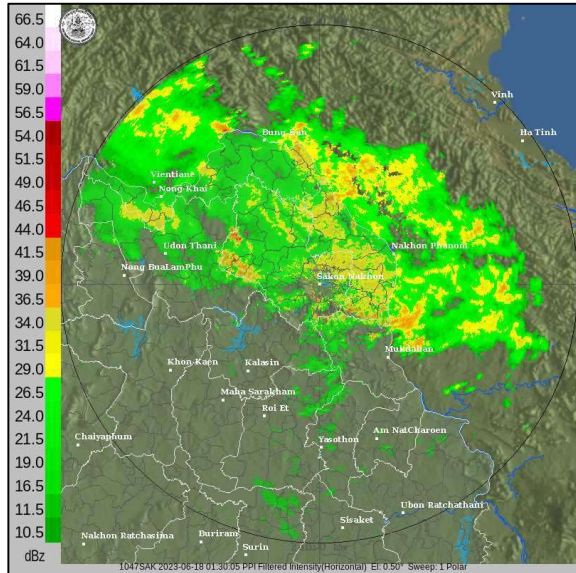 66.5
64.0
61.5
59.0
56.5
54.0
51.5
49.0
46.5
44.0
41.5
39.0
36.5
34.0
31.5
29.0
26.5
24.0
21.5
19.0
16.5
14.0
11.5
10.5
dBz
Vinh
Ha Tinh
Bung Kan
Vientiane
Nong-Khai
Udon Thani
Nakhon Phanom
Nong BuaLamPhu
Sakon Nakhon
Mukdahan
Khon Kaen
Kalasin
Maha Sarakham
Roi Et
Chaiyaphum
Am NatCharoen
Yasothon
Ubon Ratchathani
Sisaket
Nakhon Ratchasima
Buriram
Surin
1047SAK 2023-06-18 01:30:05 PPI Filtered Intensity(Horizontal) El: 0.50° Sweep: 1 Polar